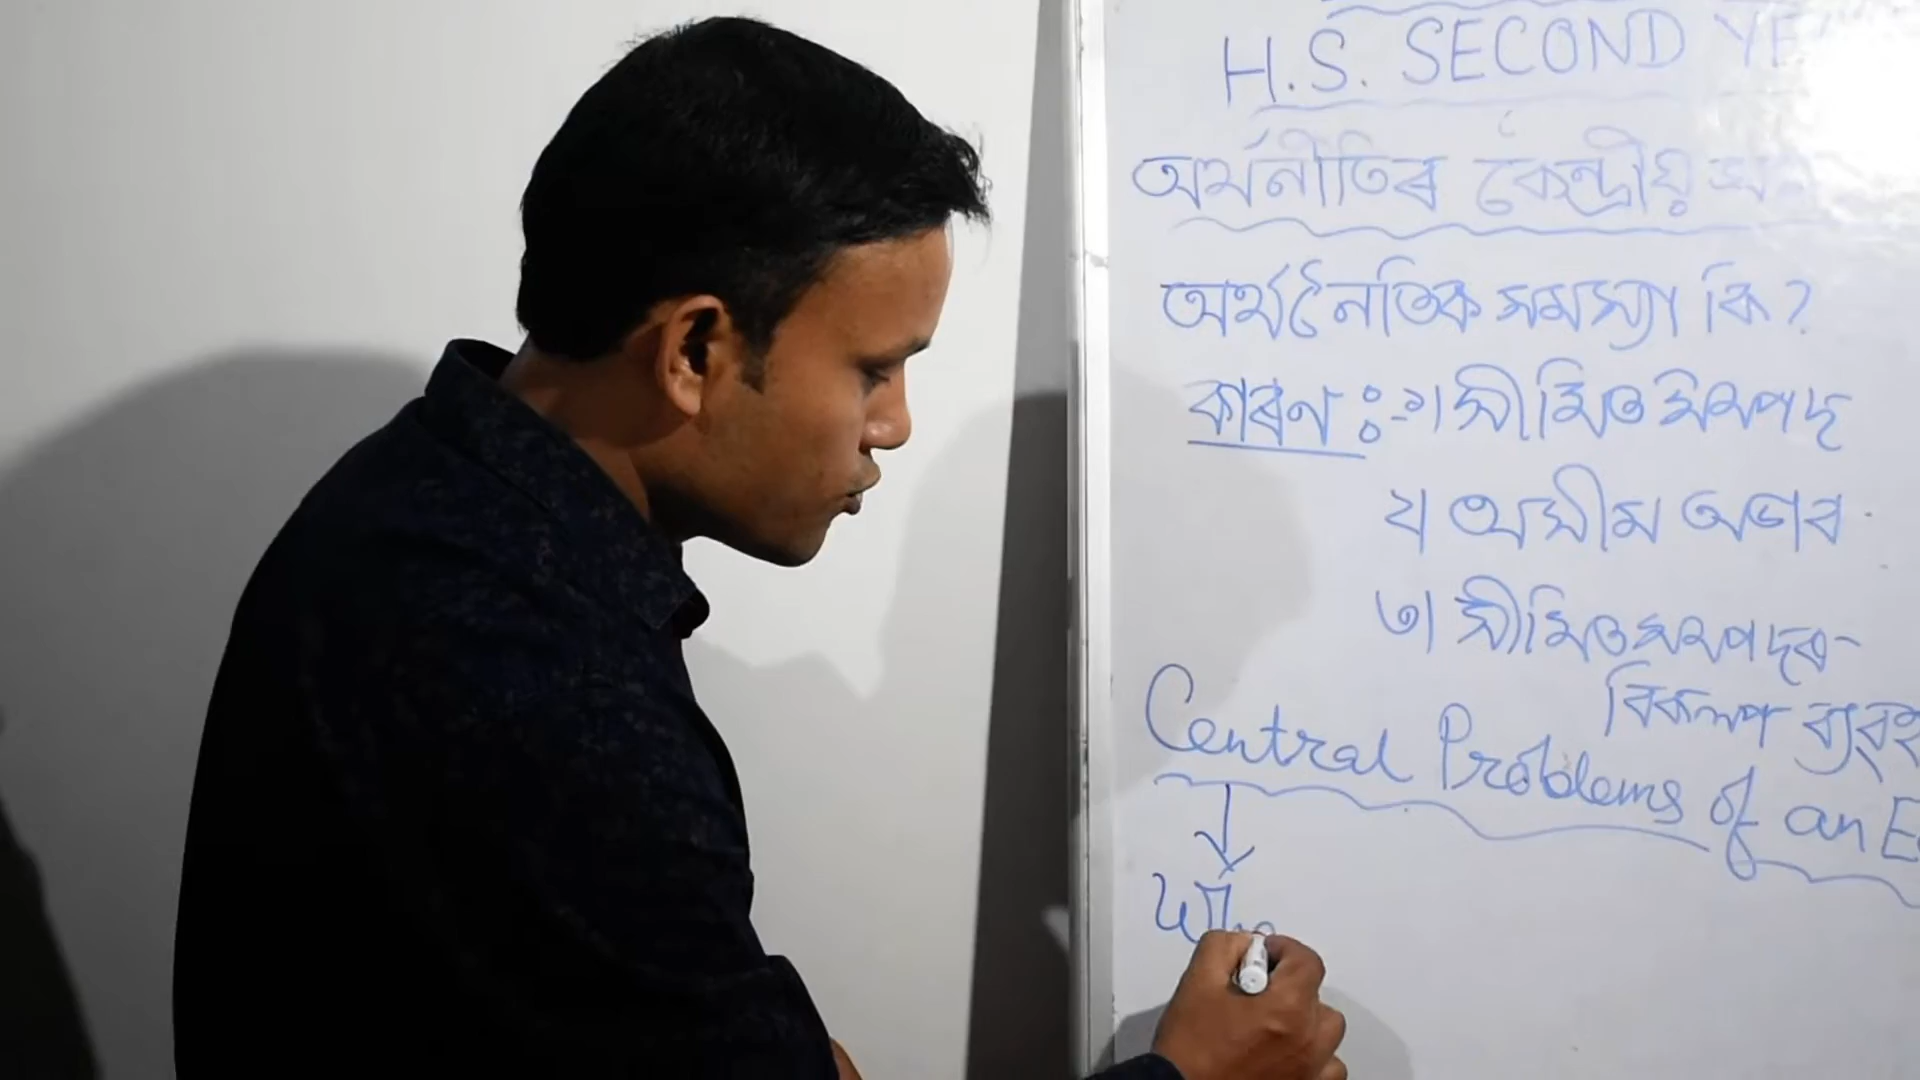 H.S. SECOND
অৰ্থনীতিৰ কেন্দ্ৰীয়
অৰ্থনৈতিক সমস্যা কি?
কাৰণ :- ১। সীমিত সম্পদ
২। অসীম অভাৱ
৩। সীমিত সম্পদৰ
বিকল্প
Central Problems of an